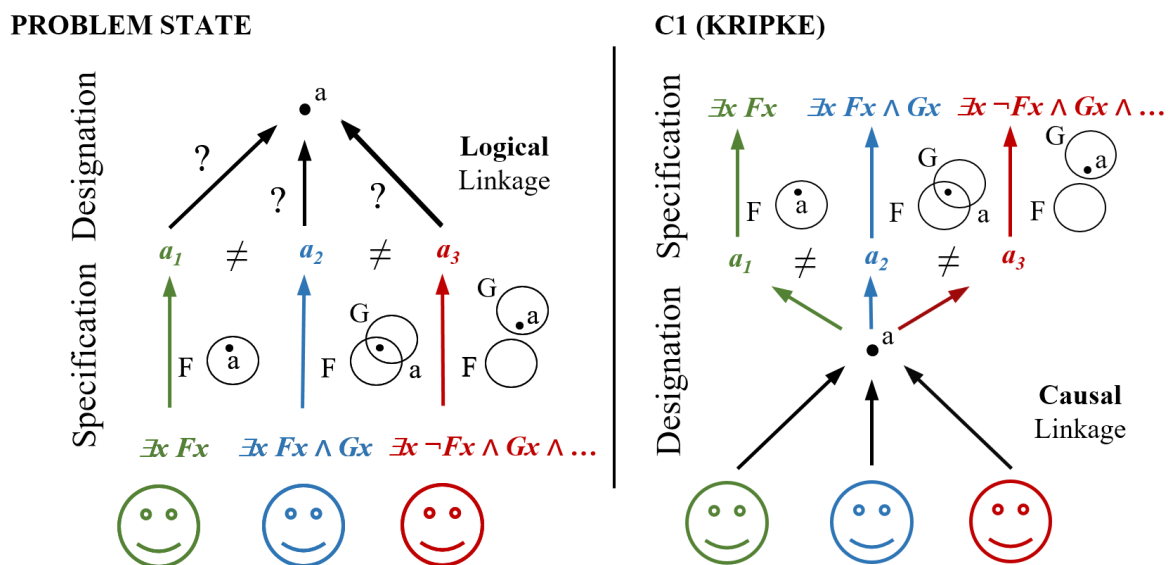 PROBLEM STATE
Designation
a
? ? ?
Logical
Linkage
a1 ≠ a2 ≠ a3
Specification
F a
G F a
G a F
∃x Fx ∃x Fx ∧ Gx ∃x ¬Fx ∧ Gx ∧ …
C1 (KRIPKE)
Specification
∃x Fx ∃x Fx ∧ Gx ∃x ¬Fx ∧ Gx ∧ …
F a
G F a
G a F
a1 ≠ a2 ≠ a3
Designation
a
Causal
Linkage